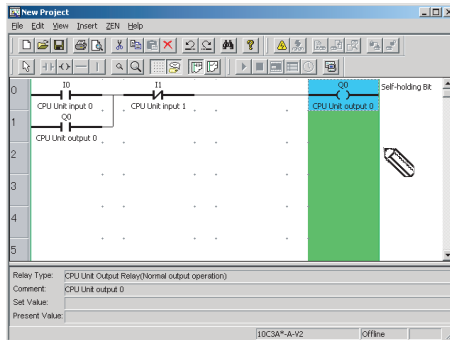 New Project
File Edit View Insert ZEN Help
0 I0 I1 Q0 Self-holding Bit
CPU Unit input 0 CPU Unit input 1 CPU Unit output 0
1 Q0
CPU Unit output 0
2
3
4
5
Relay Type: CPU Unit Output Relay(Normal output operation)
Comment: CPU Unit output 0
Set Value:
Present Value:
10C3A*-A-V2 Offline